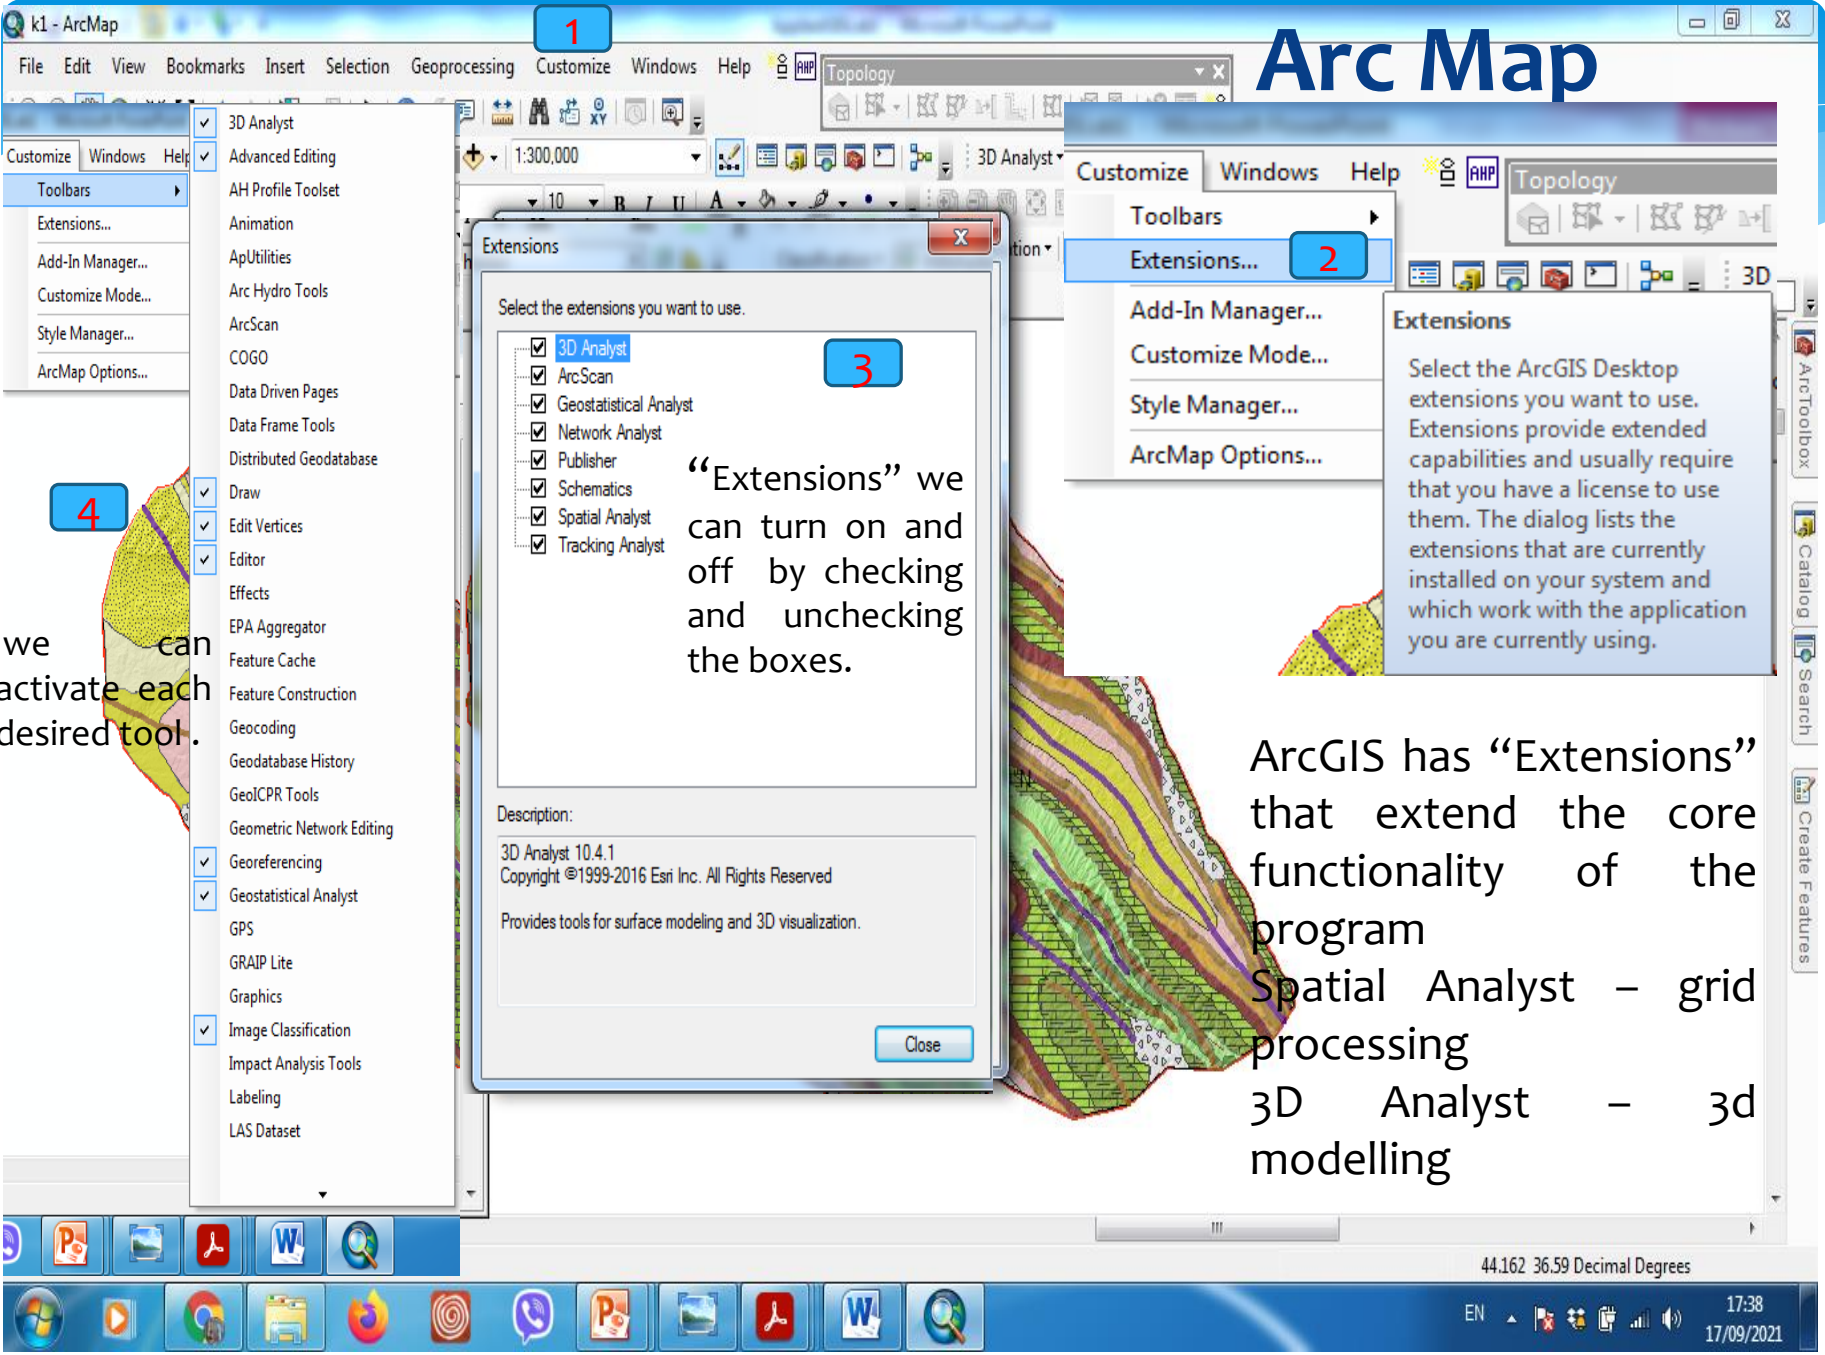 k1 - ArcMap
1
Arc Map
File Edit View Bookmarks Insert Selection Geoprocessing Customize Windows Help AHP
Topology
1:300,000
3D Analyst
10 B I U A
Customize Windows Help
Toolbars
Extensions...
Add-In Manager...
Customize Mode...
Style Manager...
ArcMap Options...
4
we can
activate each
desired tool .
3D Analyst
Advanced Editing
AH Profile Toolset
Animation
ApUtilities
Arc Hydro Tools
ArcScan
COGO
Data Driven Pages
Data Frame Tools
Distributed Geodatabase
Draw
Edit Vertices
Editor
Effects
EPA Aggregator
Feature Cache
Feature Construction
Geocoding
Geodatabase History
GeoICPR Tools
Geometric Network Editing
Georeferencing
Geostatistical Analyst
GPS
GRAIP Lite
Graphics
Image Classification
Impact Analysis Tools
Labeling
LAS Dataset
Extensions
Select the extensions you want to use.
3D Analyst
ArcScan
Geostatistical Analyst
Network Analyst
Publisher
Schematics
Spatial Analyst
Tracking Analyst
3
“Extensions” we
can turn on and
off by checking
and unchecking
the boxes.
Description:
3D Analyst 10.4.1
Copyright ©1999-2016 Esri Inc. All Rights Reserved
Provides tools for surface modeling and 3D visualization.
Close
Customize Windows Help AHP
Topology
Toolbars
Extensions...
2
Add-In Manager...
Customize Mode...
Style Manager...
ArcMap Options...
3D
Extensions
Select the ArcGIS Desktop
extensions you want to use.
Extensions provide extended
capabilities and usually require
that you have a license to use
them. The dialog lists the
extensions that are currently
installed on your system and
which work with the application
you are currently using.
ArcToolbox
Catalog
Search
Create Features
ArcGIS has “Extensions”
that extend the core
functionality of the
program
Spatial Analyst – grid
processing
3D Analyst – 3d
modelling
44.162 36.59 Decimal Degrees
EN
17:38
17/09/2021